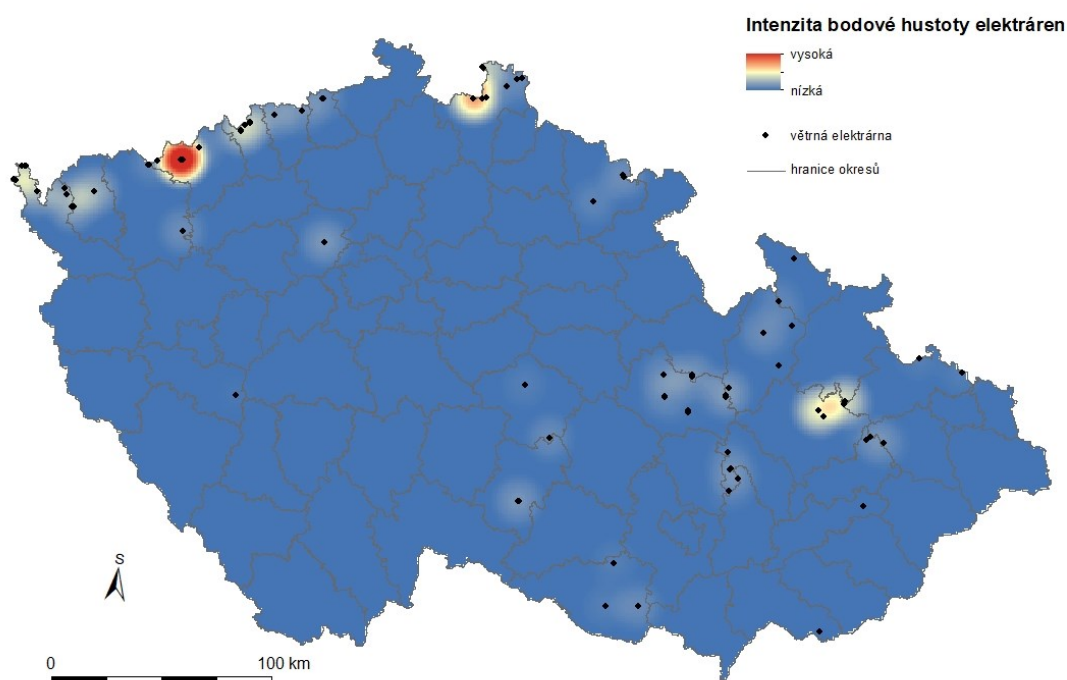 Intenzita bodové hustoty elektráren
vysoká
nízká
větrná elektrárna
hranice okresů
S
0 100 km